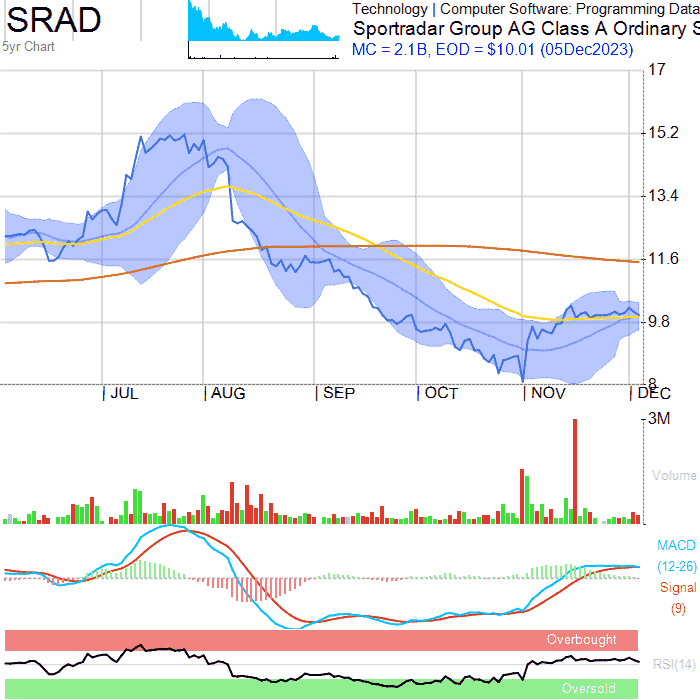 SRAD
5yr Chart
Technology | Computer Software: Programming Data
Sportradar Group AG Class A Ordinary S
MC = 2.1B, EOD = $10.01 (05Dec2023)
17
15.2
13.4
11.6
9.8
8
JUL AUG SEP OCT NOV DEC
3M
Volume
MACD
(12-26)
Signal
(9)
Overbought
RSI(14)
Oversold